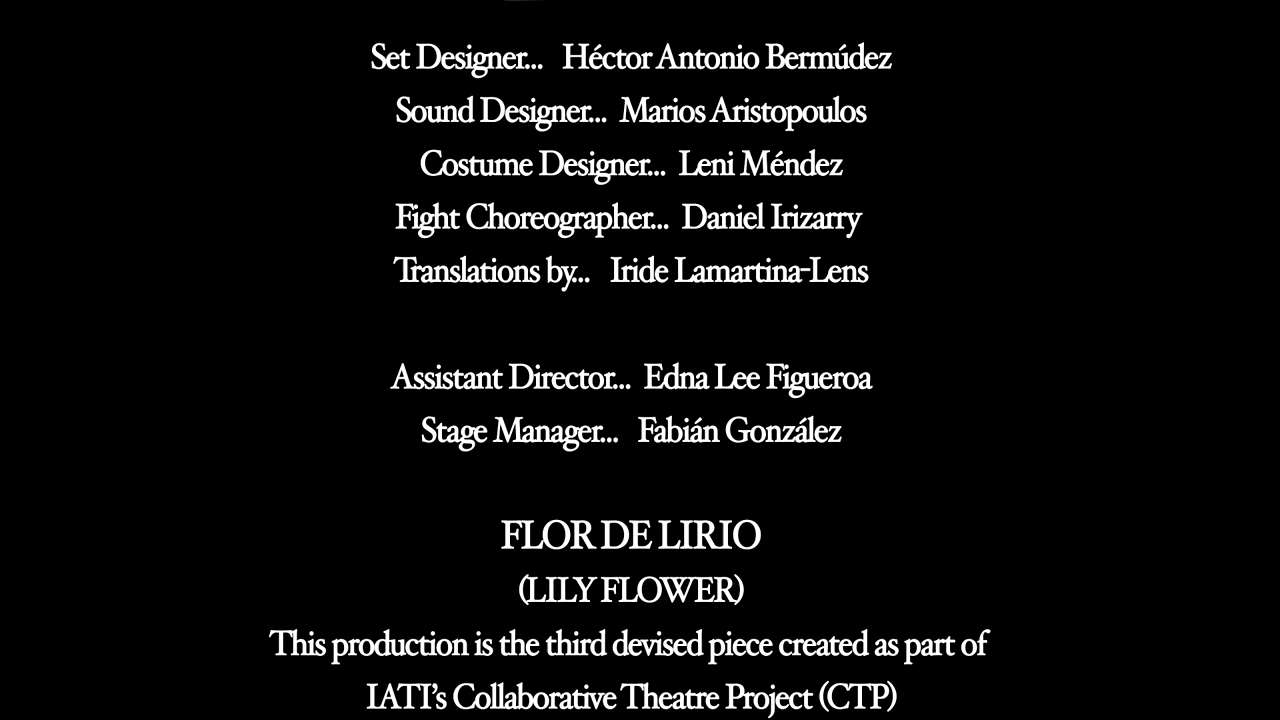 Set Designer... Héctor Antonio Bermúdez
Sound Designer... Marios Aristopoulos
Costume Designer... Leni Méndez
Fight Choreographer... Daniel Irizarry
Translations by... Iride Lamartina-Lens
Assistant Director... Edna Lee Figueroa
Stage Manager... Fabián González
FLOR DE LIRIO
(LILY FLOWER)
This production is the third devised piece created as part of
IATI’s Collaborative Theatre Project (CTP)